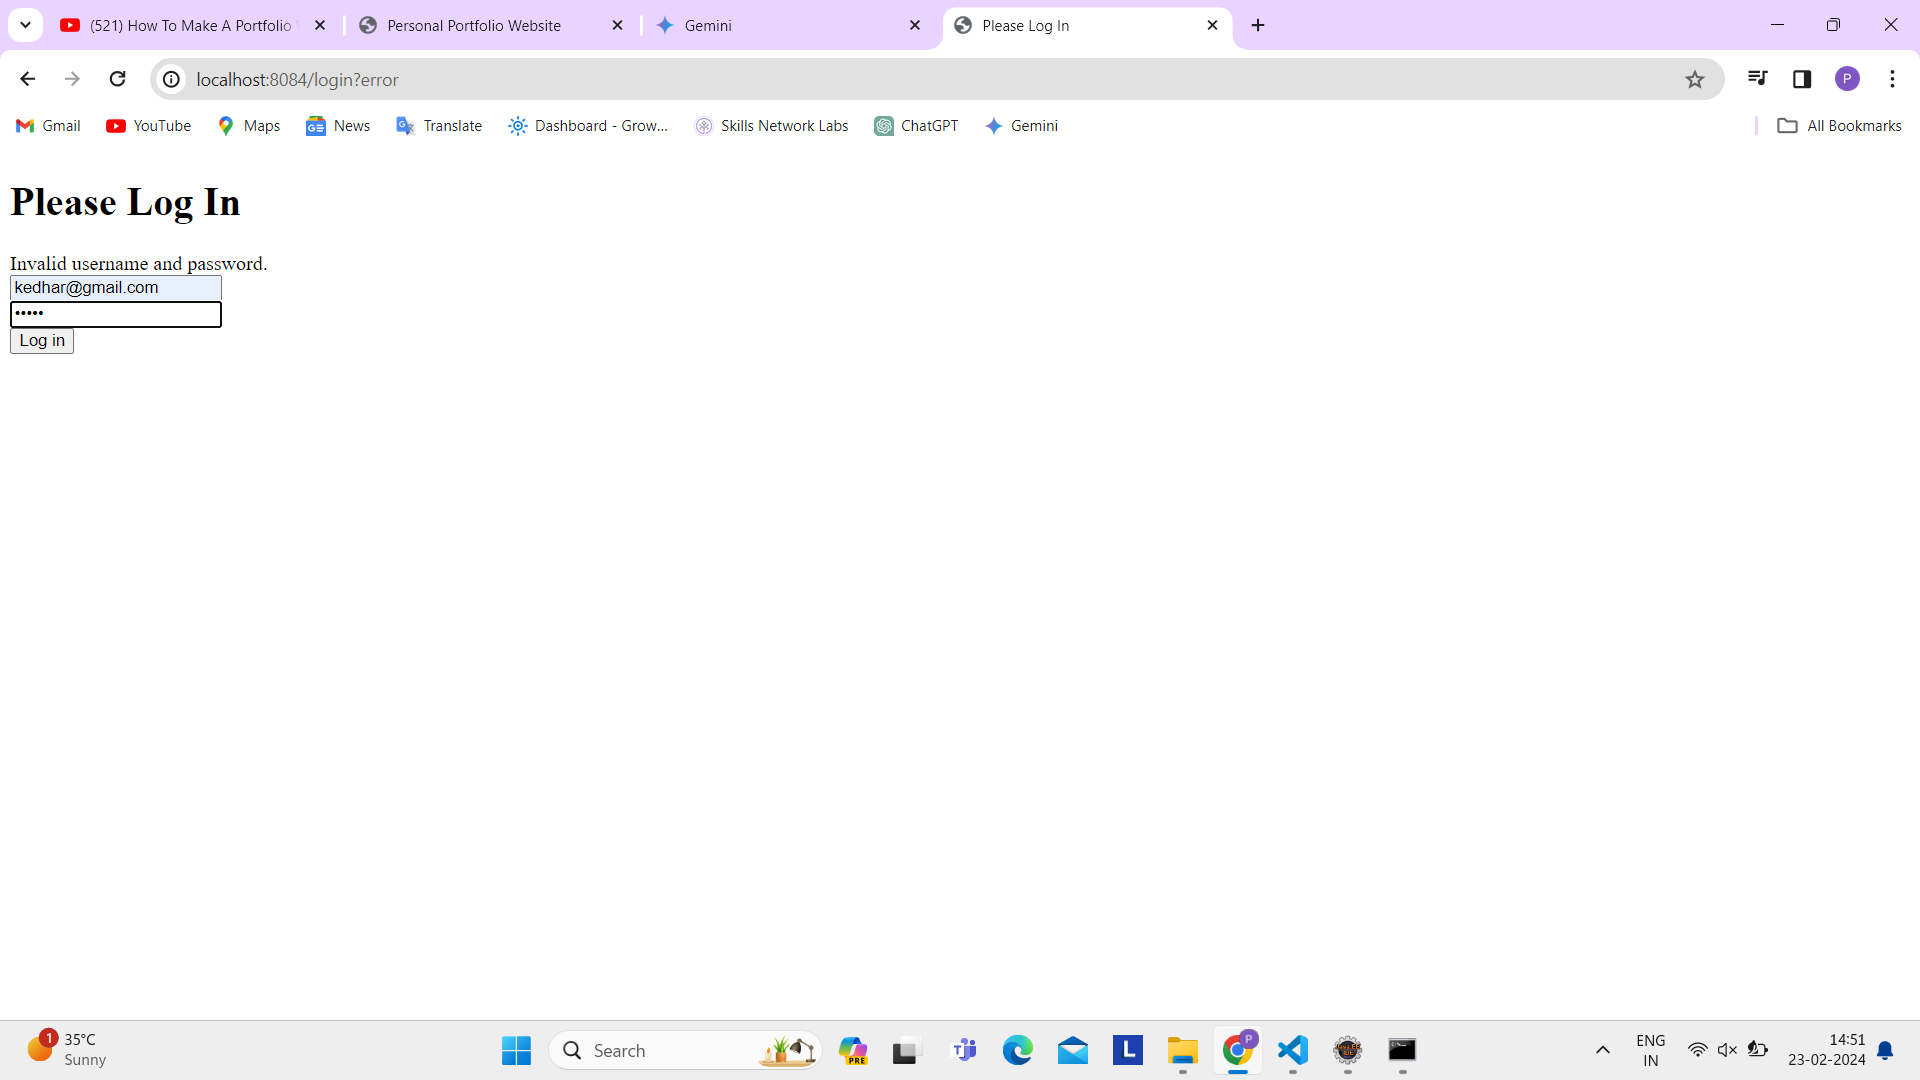 (521) How To Make A Portfolio
Personal Portfolio Website
Gemini
Please Log In
localhost:8084/login?error
P
Gmail
YouTube
Maps
News
Translate
Dashboard - Grow...
Skills Network Labs
ChatGPT
Gemini
All Bookmarks
Please Log In
Invalid username and password.
kedhar@gmail.com
•••••
Log in
1
35°C
Sunny
Search
PRE
L
P
ENG
IN
14:51
23-02-2024